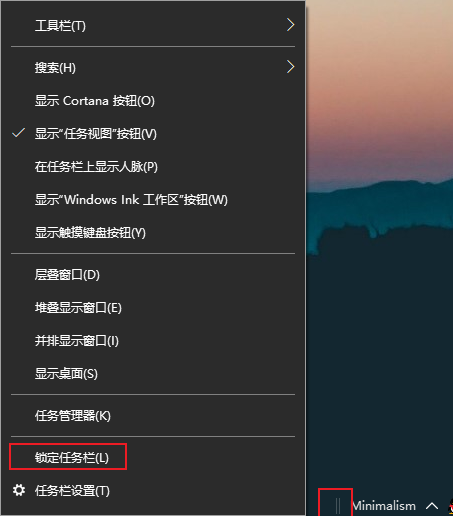 工具栏(T)
搜索(H)
显示 Cortana 按钮(O)
显示“任务视图”按钮(V)
在任务栏上显示人脉(P)
显示“Windows Ink 工作区”按钮(W)
显示触摸键盘按钮(Y)
层叠窗口(D)
堆叠显示窗口(E)
并排显示窗口(I)
显示桌面(S)
任务管理器(K)
锁定任务栏(L)
任务栏设置(T)
Minimalism